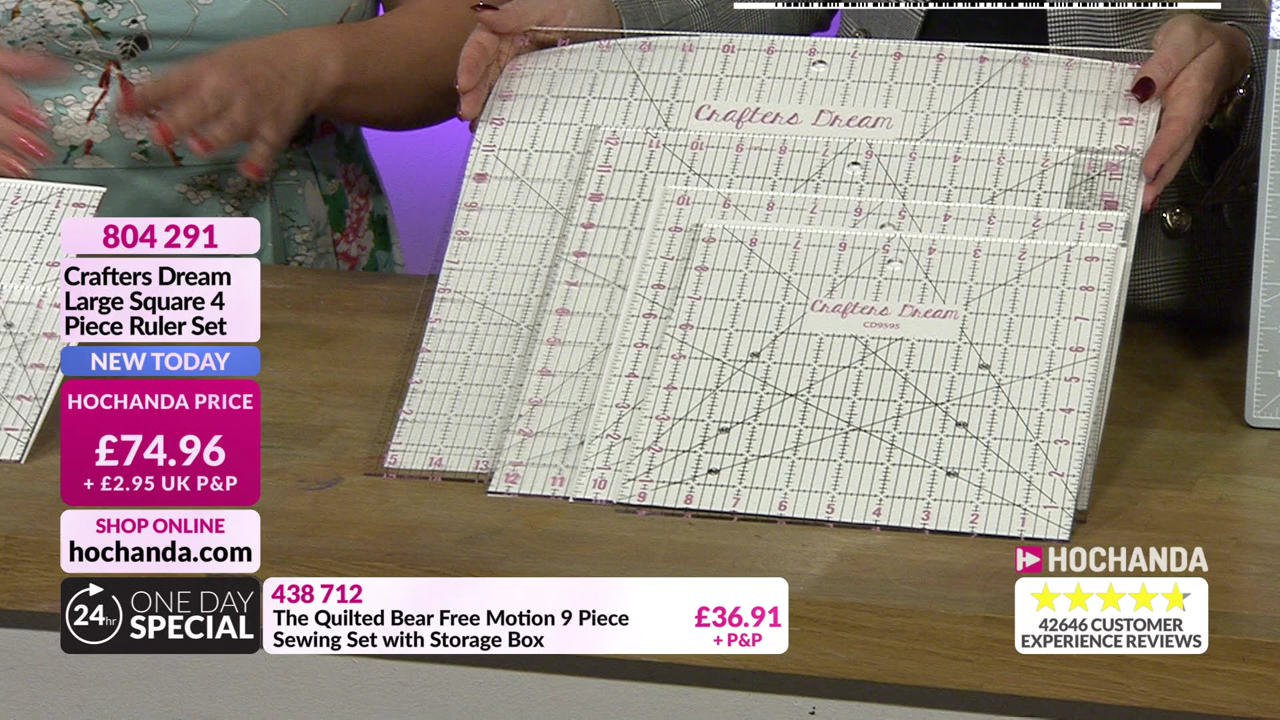 Crafters Dream
Crafters Dream
CD9595
804 291
Crafters Dream
Large Square 4
Piece Ruler Set
NEW TODAY
HOCHANDA PRICE
£74.96
+ £2.95 UK P&P
SHOP ONLINE
hochanda.com
24hr
ONE DAY
SPECIAL
438 712
The Quilted Bear Free Motion 9 Piece
Sewing Set with Storage Box
£36.91
+ P&P
HOCHANDA
42646 CUSTOMER
EXPERIENCE REVIEWS